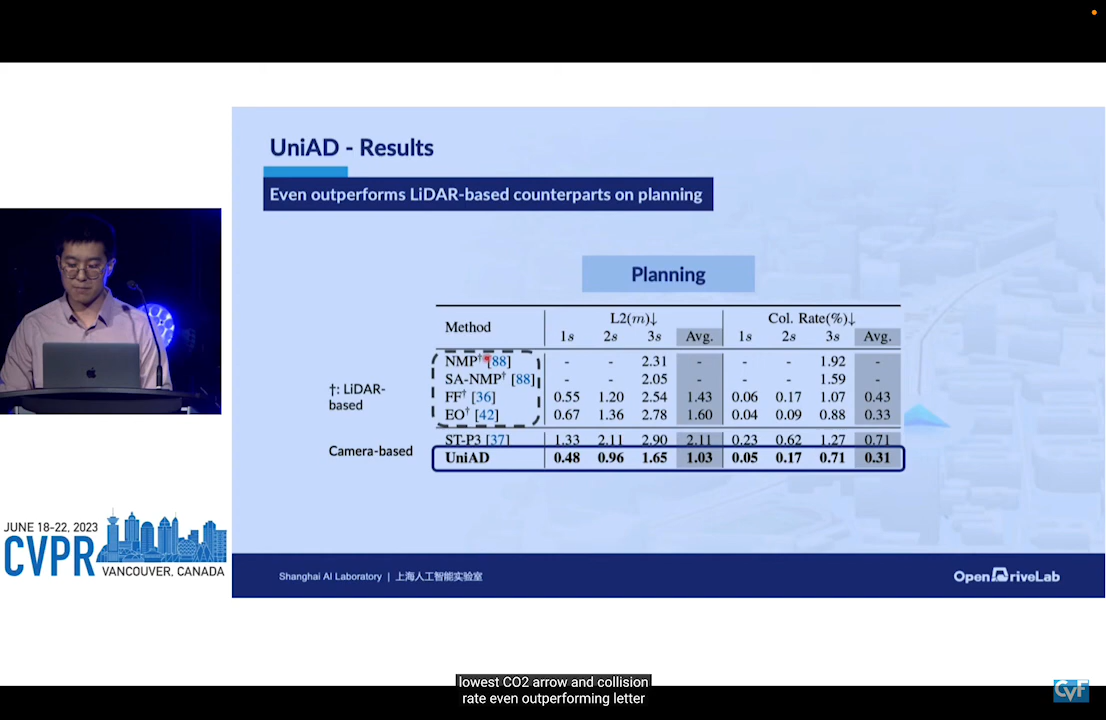 UniAD - Results
Even outperforms LiDAR-based counterparts on planning
Planning
Method L2(m)↓ Col. Rate(%)↓
1s 2s 3s Avg. 1s 2s 3s Avg.
NMP† [88] - - 2.31 - - - 1.92 -
SA-NMP† [88] - - 2.05 - - - 1.59 -
†: LiDAR-based
FF† [36] 0.55 1.20 2.54 1.43 0.06 0.17 1.07 0.43
EO† [42] 0.67 1.36 2.78 1.60 0.04 0.09 0.88 0.33
Camera-based
ST-P3 [37] 1.33 2.11 2.90 2.11 0.23 0.62 1.27 0.71
UniAD 0.48 0.96 1.65 1.03 0.05 0.17 0.71 0.31
JUNE 18-22, 2023
CVPR
VANCOUVER, CANADA
Shanghai AI Laboratory | 上海人工智能实验室
OpenDriveLab
lowest CO2 arrow and collision
rate even outperforming letter
CVF